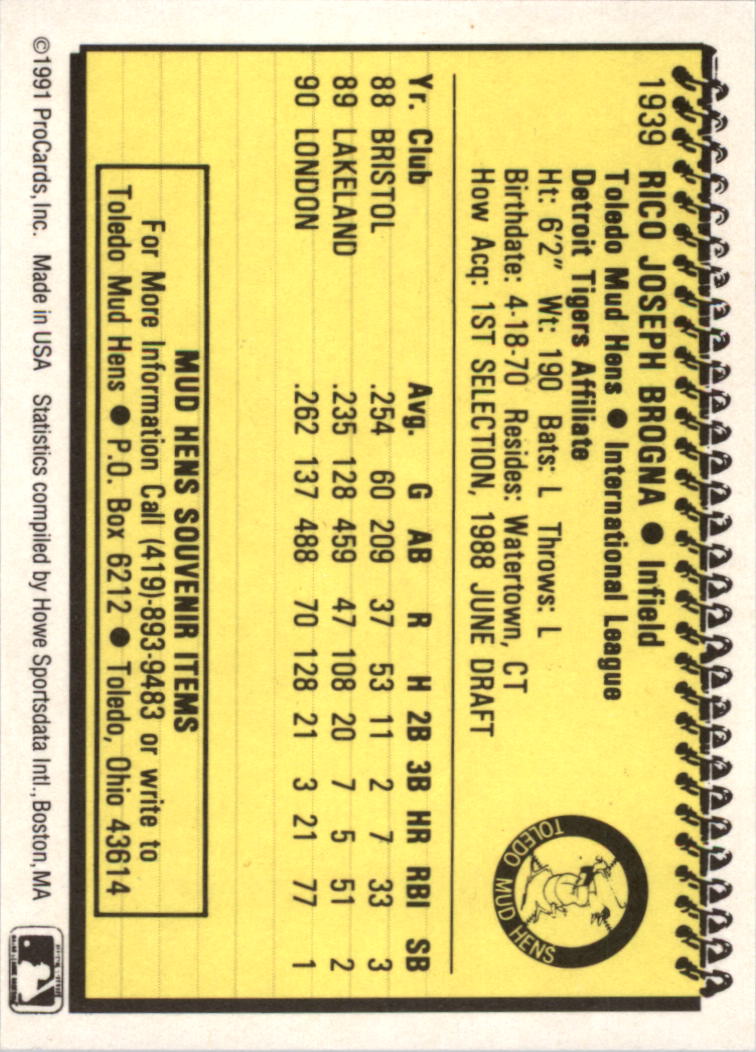 1939 RICO JOSEPH BROGNA ● Infield
Toledo Mud Hens ● International League
Detroit Tigers Affiliate
Ht: 6'2" Wt: 190 Bats: L Throws: L
Birthdate: 4-18-70 Resides: Watertown, CT
How Acq: 1ST SELECTION, 1988 JUNE DRAFT
TOLEDO MUD HENS
Yr. Club Avg. G AB R H 2B 3B HR RBI SB
88 BRISTOL .254 60 209 37 53 11 2 7 33 3
89 LAKELAND .235 128 459 47 108 20 7 5 51 2
90 LONDON .262 137 488 70 128 21 3 21 77 1
MUD HENS SOUVENIR ITEMS
For More Information Call (419)-893-9483 or write to
Toledo Mud Hens ● P.O. Box 6212 ● Toledo, Ohio 43614
©1991 ProCards, Inc. Made in USA Statistics compiled by Howe Sportsdata Intl., Boston, MA